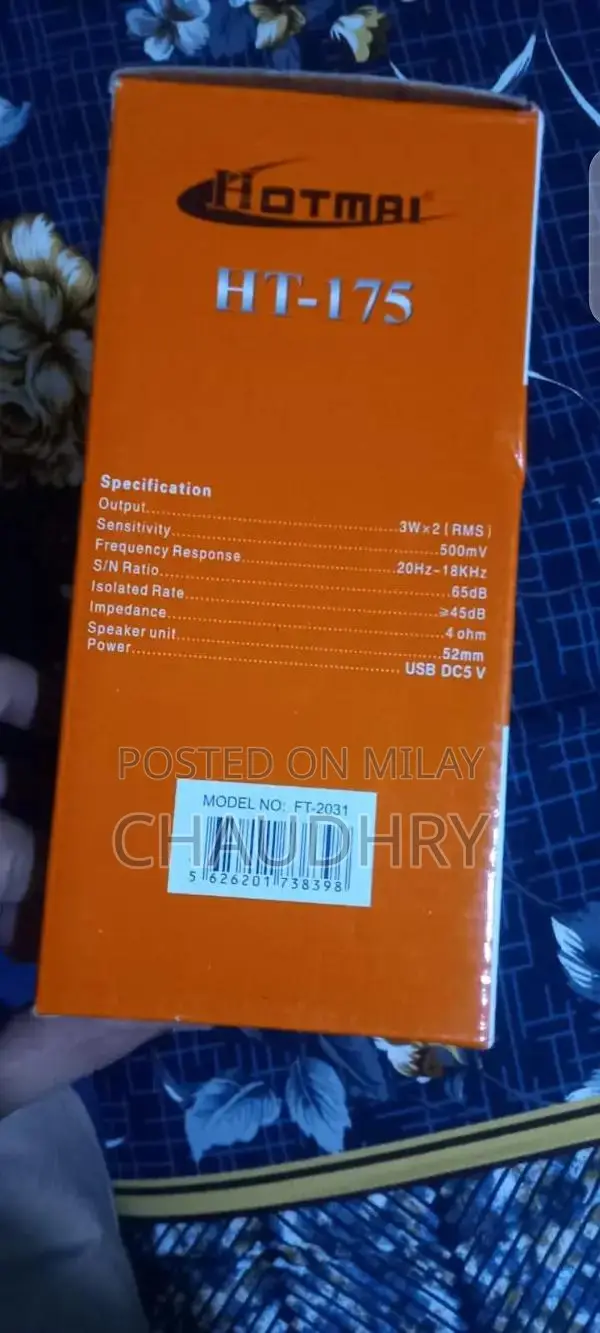 HOTMAI®
HT-175
Specification
Output........................................3W×2 (RMS)
Sensitivity........................................500mV
Frequency Response........................................20Hz~18KHz
S/N Ratio........................................65dB
Isolated Rate........................................≥45dB
Impedance........................................4 ohm
Speaker unit........................................52mm
Power........................................USB DC5 V
POSTED ON MILAY
MODEL NO: FT-2031
CHAUDHRY
5 626201 738398